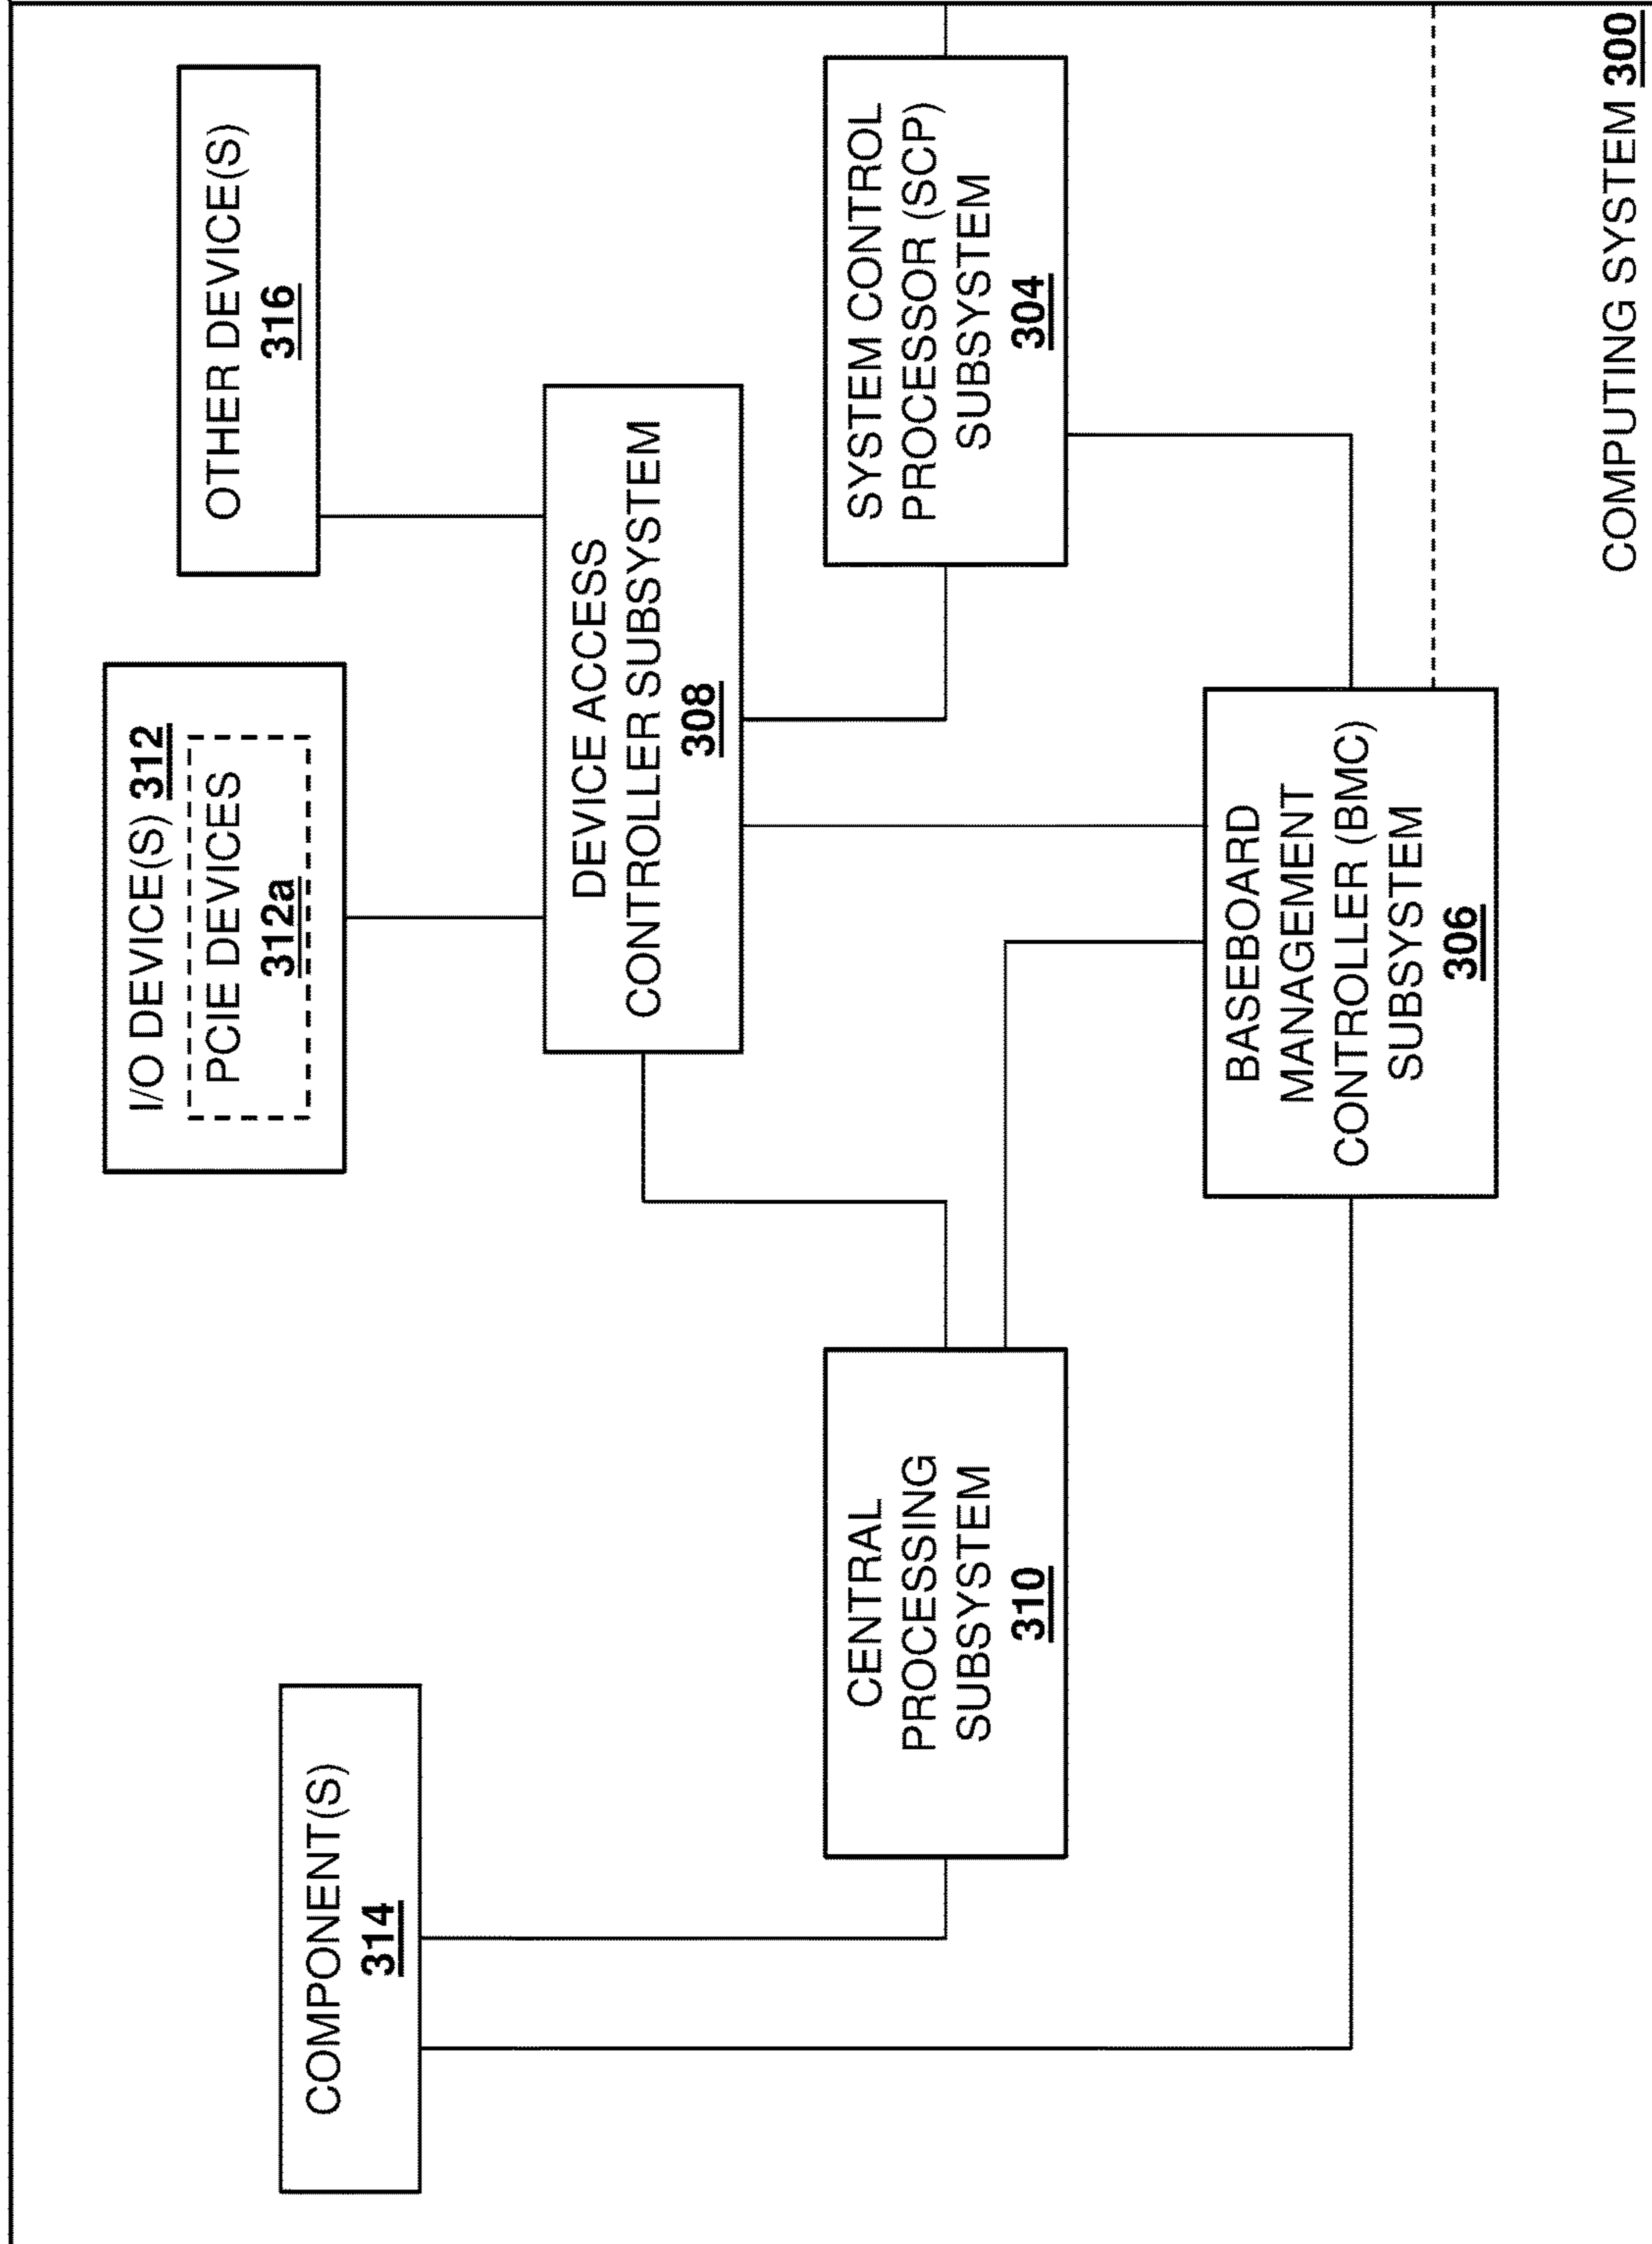 I/O DEVICE(S) 312
PCIE DEVICES
312a
OTHER DEVICE(S)
316
COMPONENT(S)
314
DEVICE ACCESS
CONTROLLER SUBSYSTEM
308
CENTRAL
PROCESSING
SUBSYSTEM
310
SYSTEM CONTROL
PROCESSOR (SCP)
SUBSYSTEM
304
BASEBOARD
MANAGEMENT
CONTROLLER (BMC)
SUBSYSTEM
306
COMPUTING SYSTEM 300